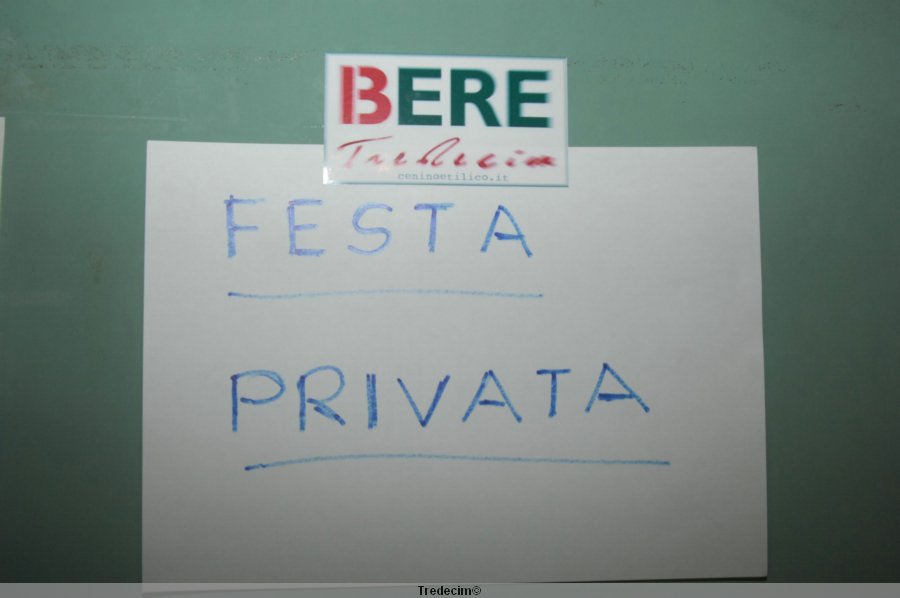 BERE
Tredecim
ceninoetilico.it
FESTA
PRIVATA
Tredecim©